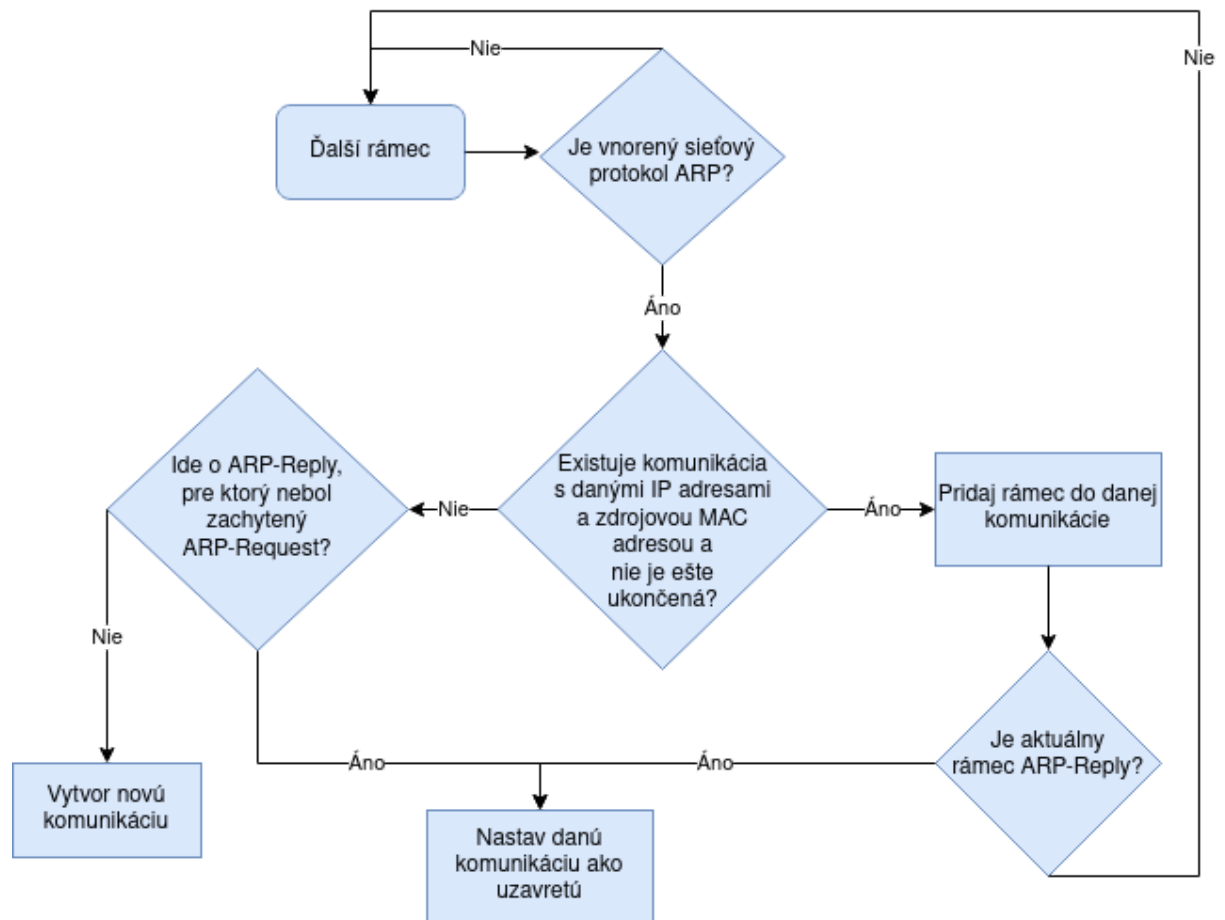 Nie
Nie
Ďalší rámec
Je vnorený sieťový
protokol ARP?
Áno
Ide o ARP-Reply,
pre ktorý nebol
zachytený
ARP-Request?
Nie
Existuje komunikácia
s danými IP adresami
a zdrojovou MAC
adresou a
nie je ešte
ukončená?
Áno
Pridaj rámec do danej
komunikácie
Nie
Je aktuálny
rámec ARP-Reply?
Áno
Áno
Vytvor novú
komunikáciu
Nastav danú
komunikáciu ako
uzavretú